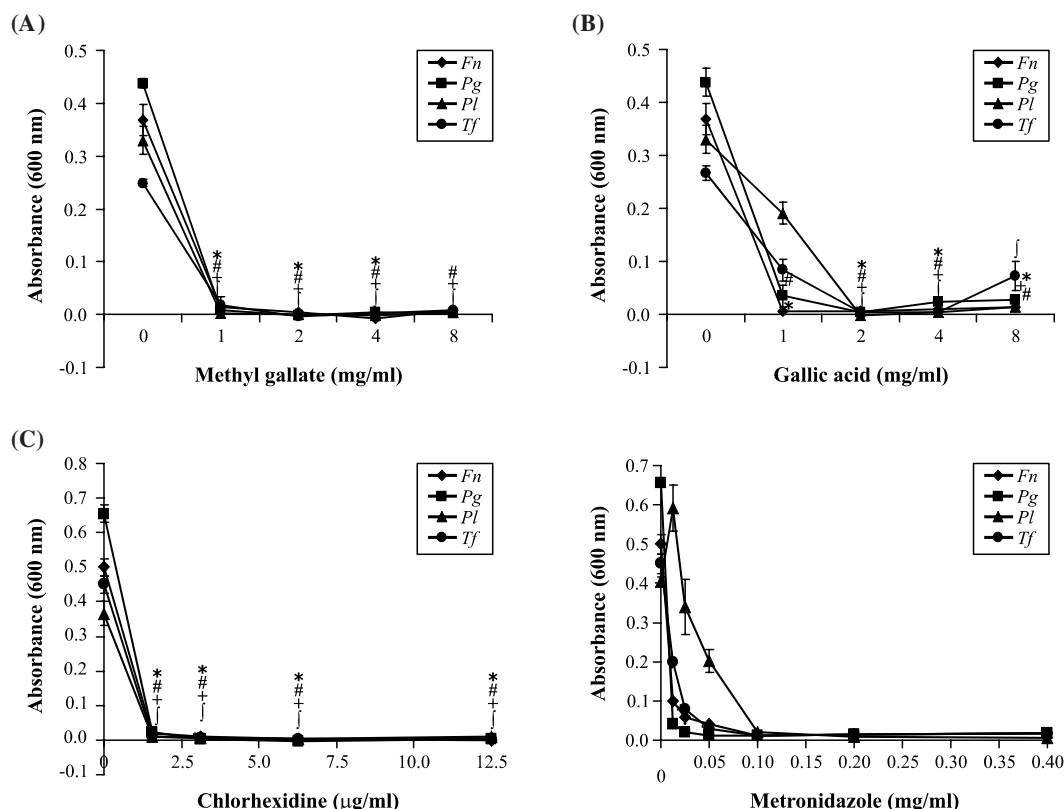 (A)
0.5
0.4
0.3
0.2
0.1
0.0
-0.1
Absorbance (600 nm)
Fn
Pg
Pl
Tf
*
#
+
∫
*
#
+
∫
*
#
+
∫
#
+
∫
0 1 2 4 8
Methyl gallate (mg/ml)
(B)
0.5
0.4
0.3
0.2
0.1
0.0
-0.1
Absorbance (600 nm)
Fn
Pg
Pl
Tf
#
*
*
#
+
∫
*
#
+
∫
∫
*
+
#
0 1 2 4 8
Gallic acid (mg/ml)
(C)
0.8
0.7
0.6
0.5
0.4
0.3
0.2
0.1
0.0
-0.1
Absorbance (600 nm)
Fn
Pg
Pl
Tf
*
#
+
∫
*
#
+
∫
*
#
+
∫
*
#
+
∫
0 2.5 5.0 7.5 10.0 12.5
Chlorhexidine (µg/ml)
0.7
0.6
0.5
0.4
0.3
0.2
0.1
0.0
Absorbance (600 nm)
Fn
Pg
Pl
Tf
0 0.05 0.10 0.15 0.20 0.25 0.30 0.35 0.40
Metronidazole (mg/ml)